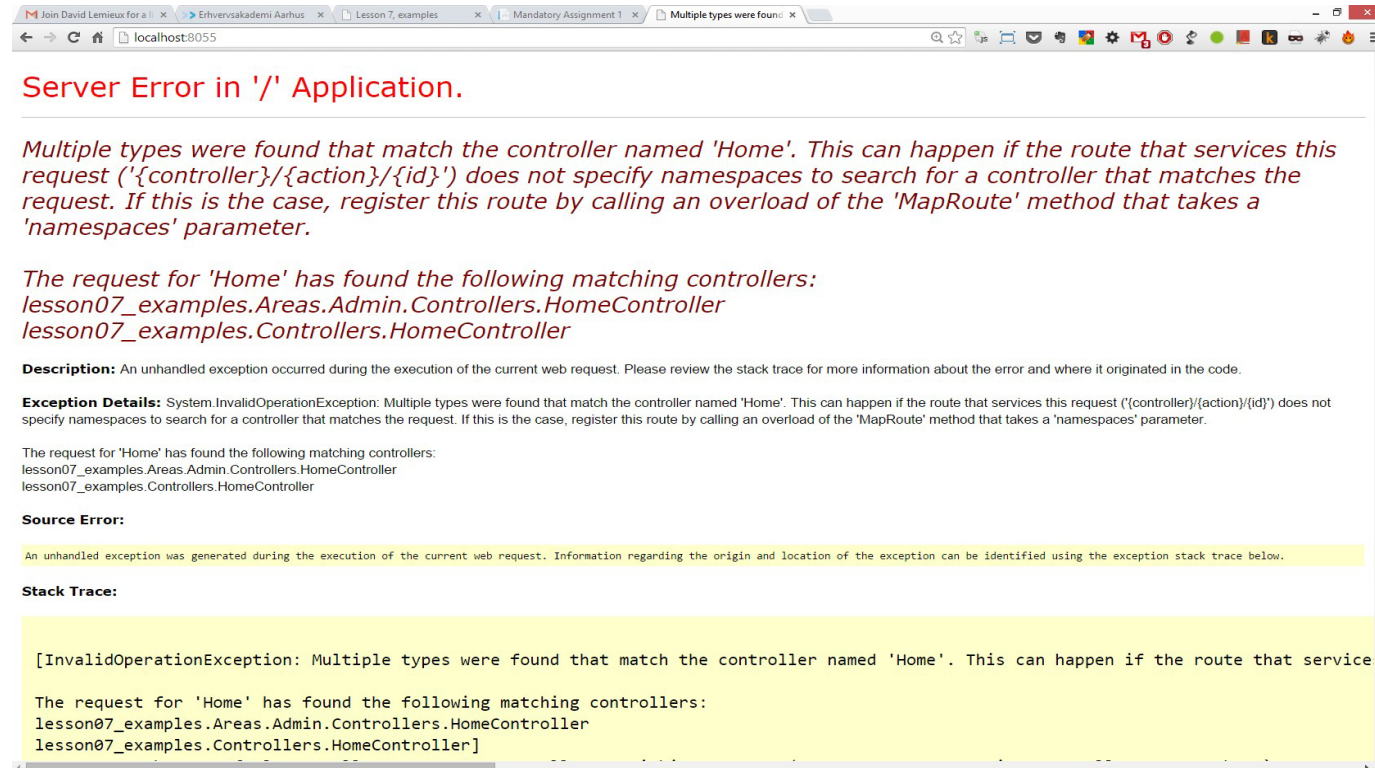 Join David Lemieux for a l
Erhvervsakademi Aarhus
Lesson 7, examples
Mandatory Assignment 1
Multiple types were found
localhost:8055
Server Error in '/' Application.
Multiple types were found that match the controller named 'Home'. This can happen if the route that services this
request ('{controller}/{action}/{id}') does not specify namespaces to search for a controller that matches the
request. If this is the case, register this route by calling an overload of the 'MapRoute' method that takes a
'namespaces' parameter.
The request for 'Home' has found the following matching controllers:
lesson07_examples.Areas.Admin.Controllers.HomeController
lesson07_examples.Controllers.HomeController
Description: An unhandled exception occurred during the execution of the current web request. Please review the stack trace for more information about the error and where it originated in the code.
Exception Details: System.InvalidOperationException: Multiple types were found that match the controller named 'Home'. This can happen if the route that services this request ('{controller}/{action}/{id}') does not
specify namespaces to search for a controller that matches the request. If this is the case, register this route by calling an overload of the 'MapRoute' method that takes a 'namespaces' parameter.
The request for 'Home' has found the following matching controllers:
lesson07_examples.Areas.Admin.Controllers.HomeController
lesson07_examples.Controllers.HomeController
Source Error:
An unhandled exception was generated during the execution of the current web request. Information regarding the origin and location of the exception can be identified using the exception stack trace below.
Stack Trace:
[InvalidOperationException: Multiple types were found that match the controller named 'Home'. This can happen if the route that service
The request for 'Home' has found the following matching controllers:
lesson07_examples.Areas.Admin.Controllers.HomeController
lesson07_examples.Controllers.HomeController]